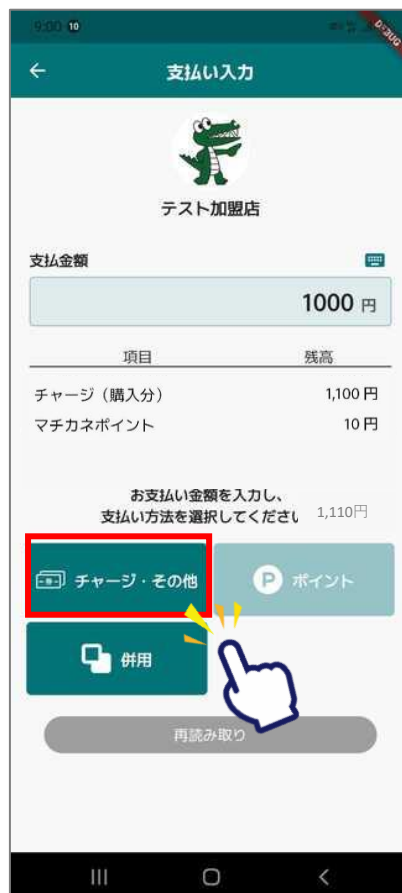 9:00 10
DEBUG
支払い入力
テスト加盟店
支払金額
1000 円
項目 残高
チャージ（購入分） 1,100 円
マチカネポイント 10 円
お支払い金額を入力し、
支払い方法を選択してください 1,110円
チャージ・その他 P ポイント
併用
再読み取り